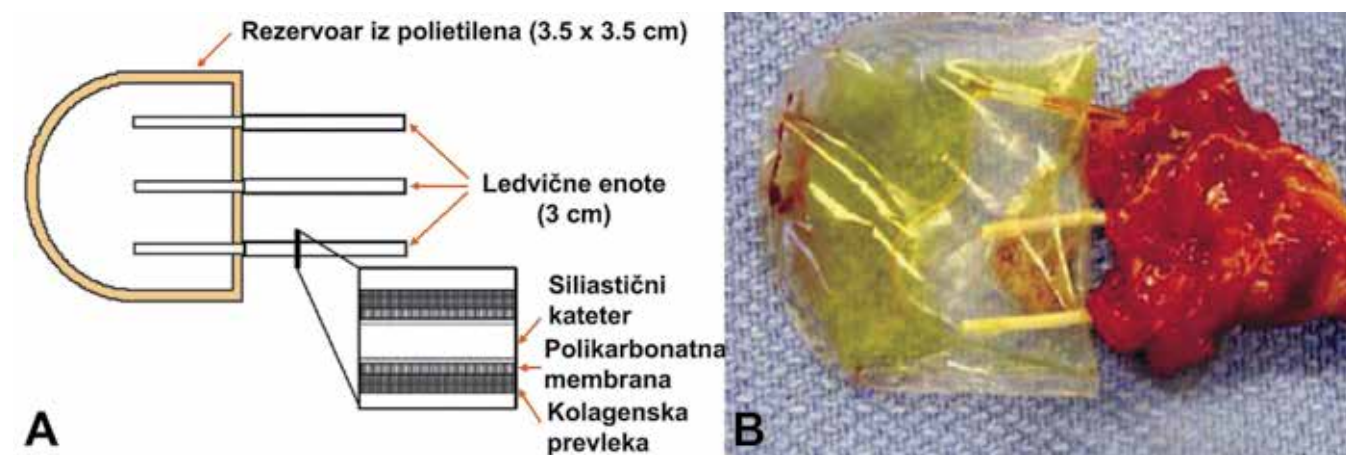 Rezervoar iz polietilena (3.5 x 3.5 cm)
Ledvične enote
(3 cm)
Siliastični
kateter
Polikarbonatna
membrana
Kolagenska
prevleka
A
B